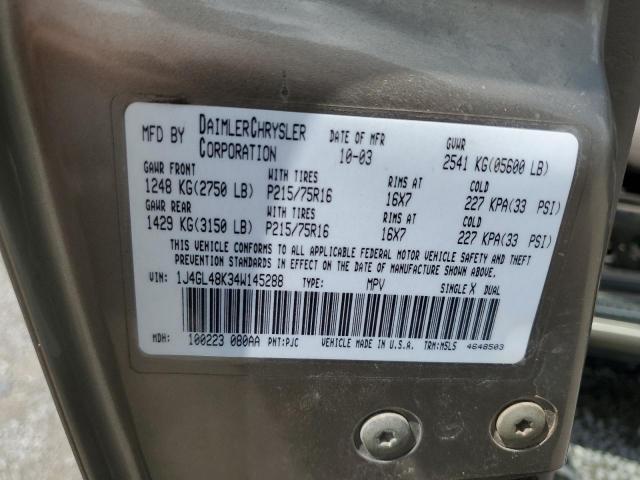 MFD BY DAIMLERCHRYSLER CORPORATION DATE OF MFR 10-03 GVWR 2541 KG(05600 LB)
GAWR FRONT WITH TIRES RIMS AT COLD
1248 KG(2750 LB) P215/75R16 16X7 227 KPA(33 PSI)
GAWR REAR WITH TIRES RIMS AT COLD
1429 KG(3150 LB) P215/75R16 16X7 227 KPA(33 PSI)
THIS VEHICLE CONFORMS TO ALL APPLICABLE FEDERAL MOTOR VEHICLE SAFETY AND THEFT
PREVENTION STANDARDS IN EFFECT ON THE DATE OF MANUFACTURE SHOWN ABOVE.
VIN: 1J4GL48K34W145288 TYPE: MPV SINGLE X DUAL
MDH: 100223 080AA PNT:PJC VEHICLE MADE IN U.S.A. TRM:M5LS 4648503